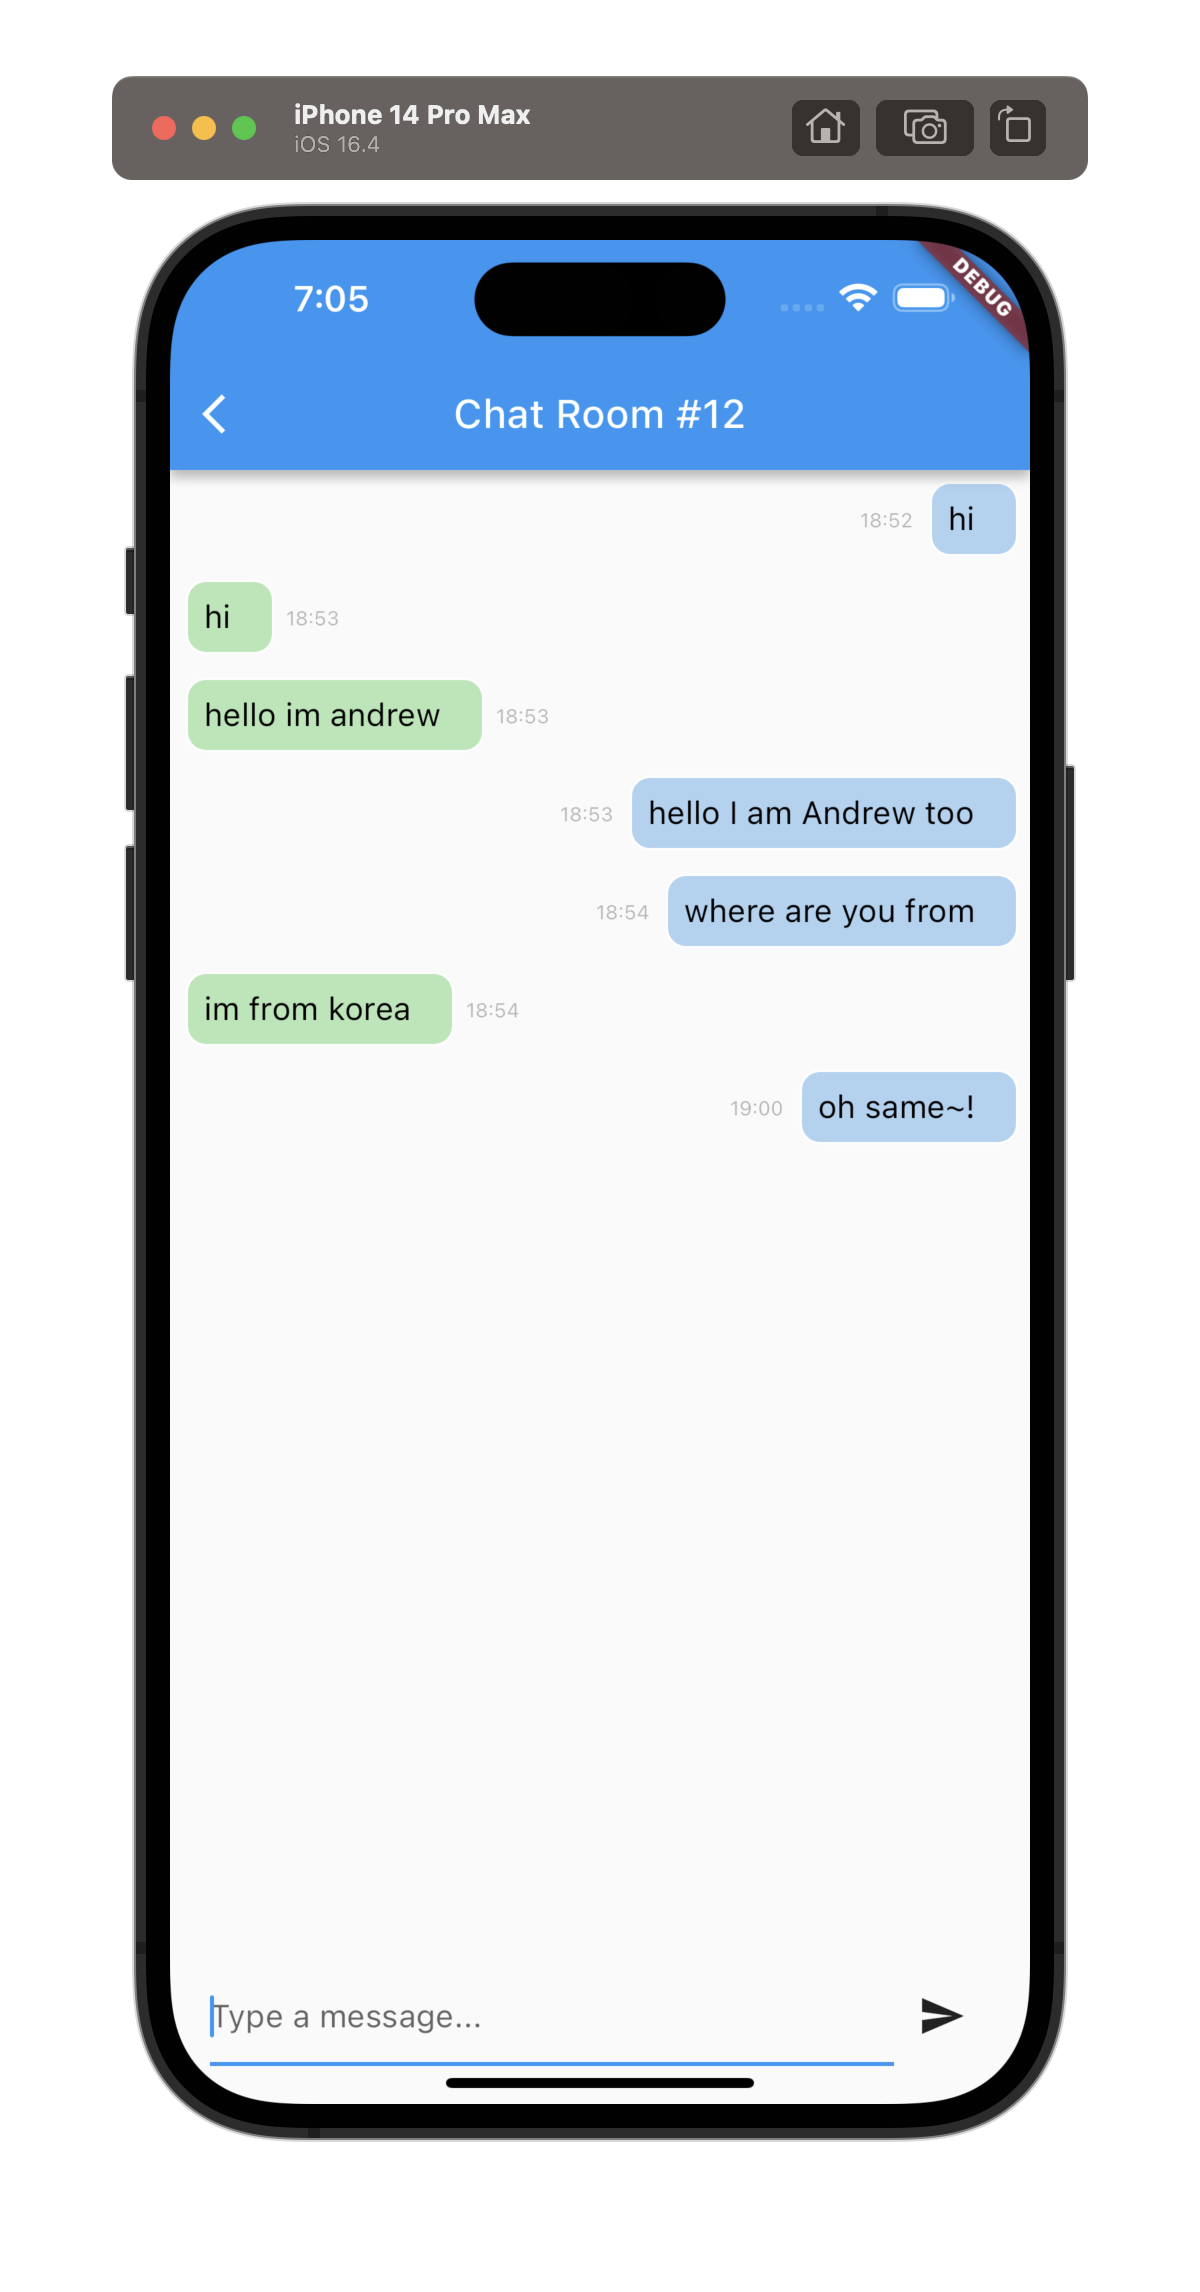 iPhone 14 Pro Max
iOS 16.4
7:05
DEBUG
Chat Room #12
18:52 hi
hi 18:53
hello im andrew 18:53
18:53 hello I am Andrew too
18:54 where are you from
im from korea 18:54
19:00 oh same~!
Type a message...